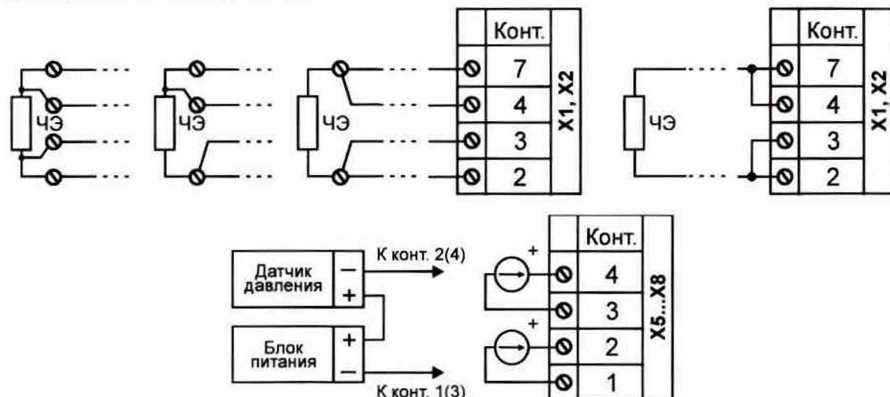 Конт.
7
4
3
2
X1, X2
ЧЭ
ЧЭ
ЧЭ
ЧЭ
Конт.
7
4
3
2
X1, X2
Датчик
давления
–
+
К конт. 2(4)
Блок
питания
+
–
К конт. 1(3)
+
+
Конт.
4
3
2
1
X5...X8